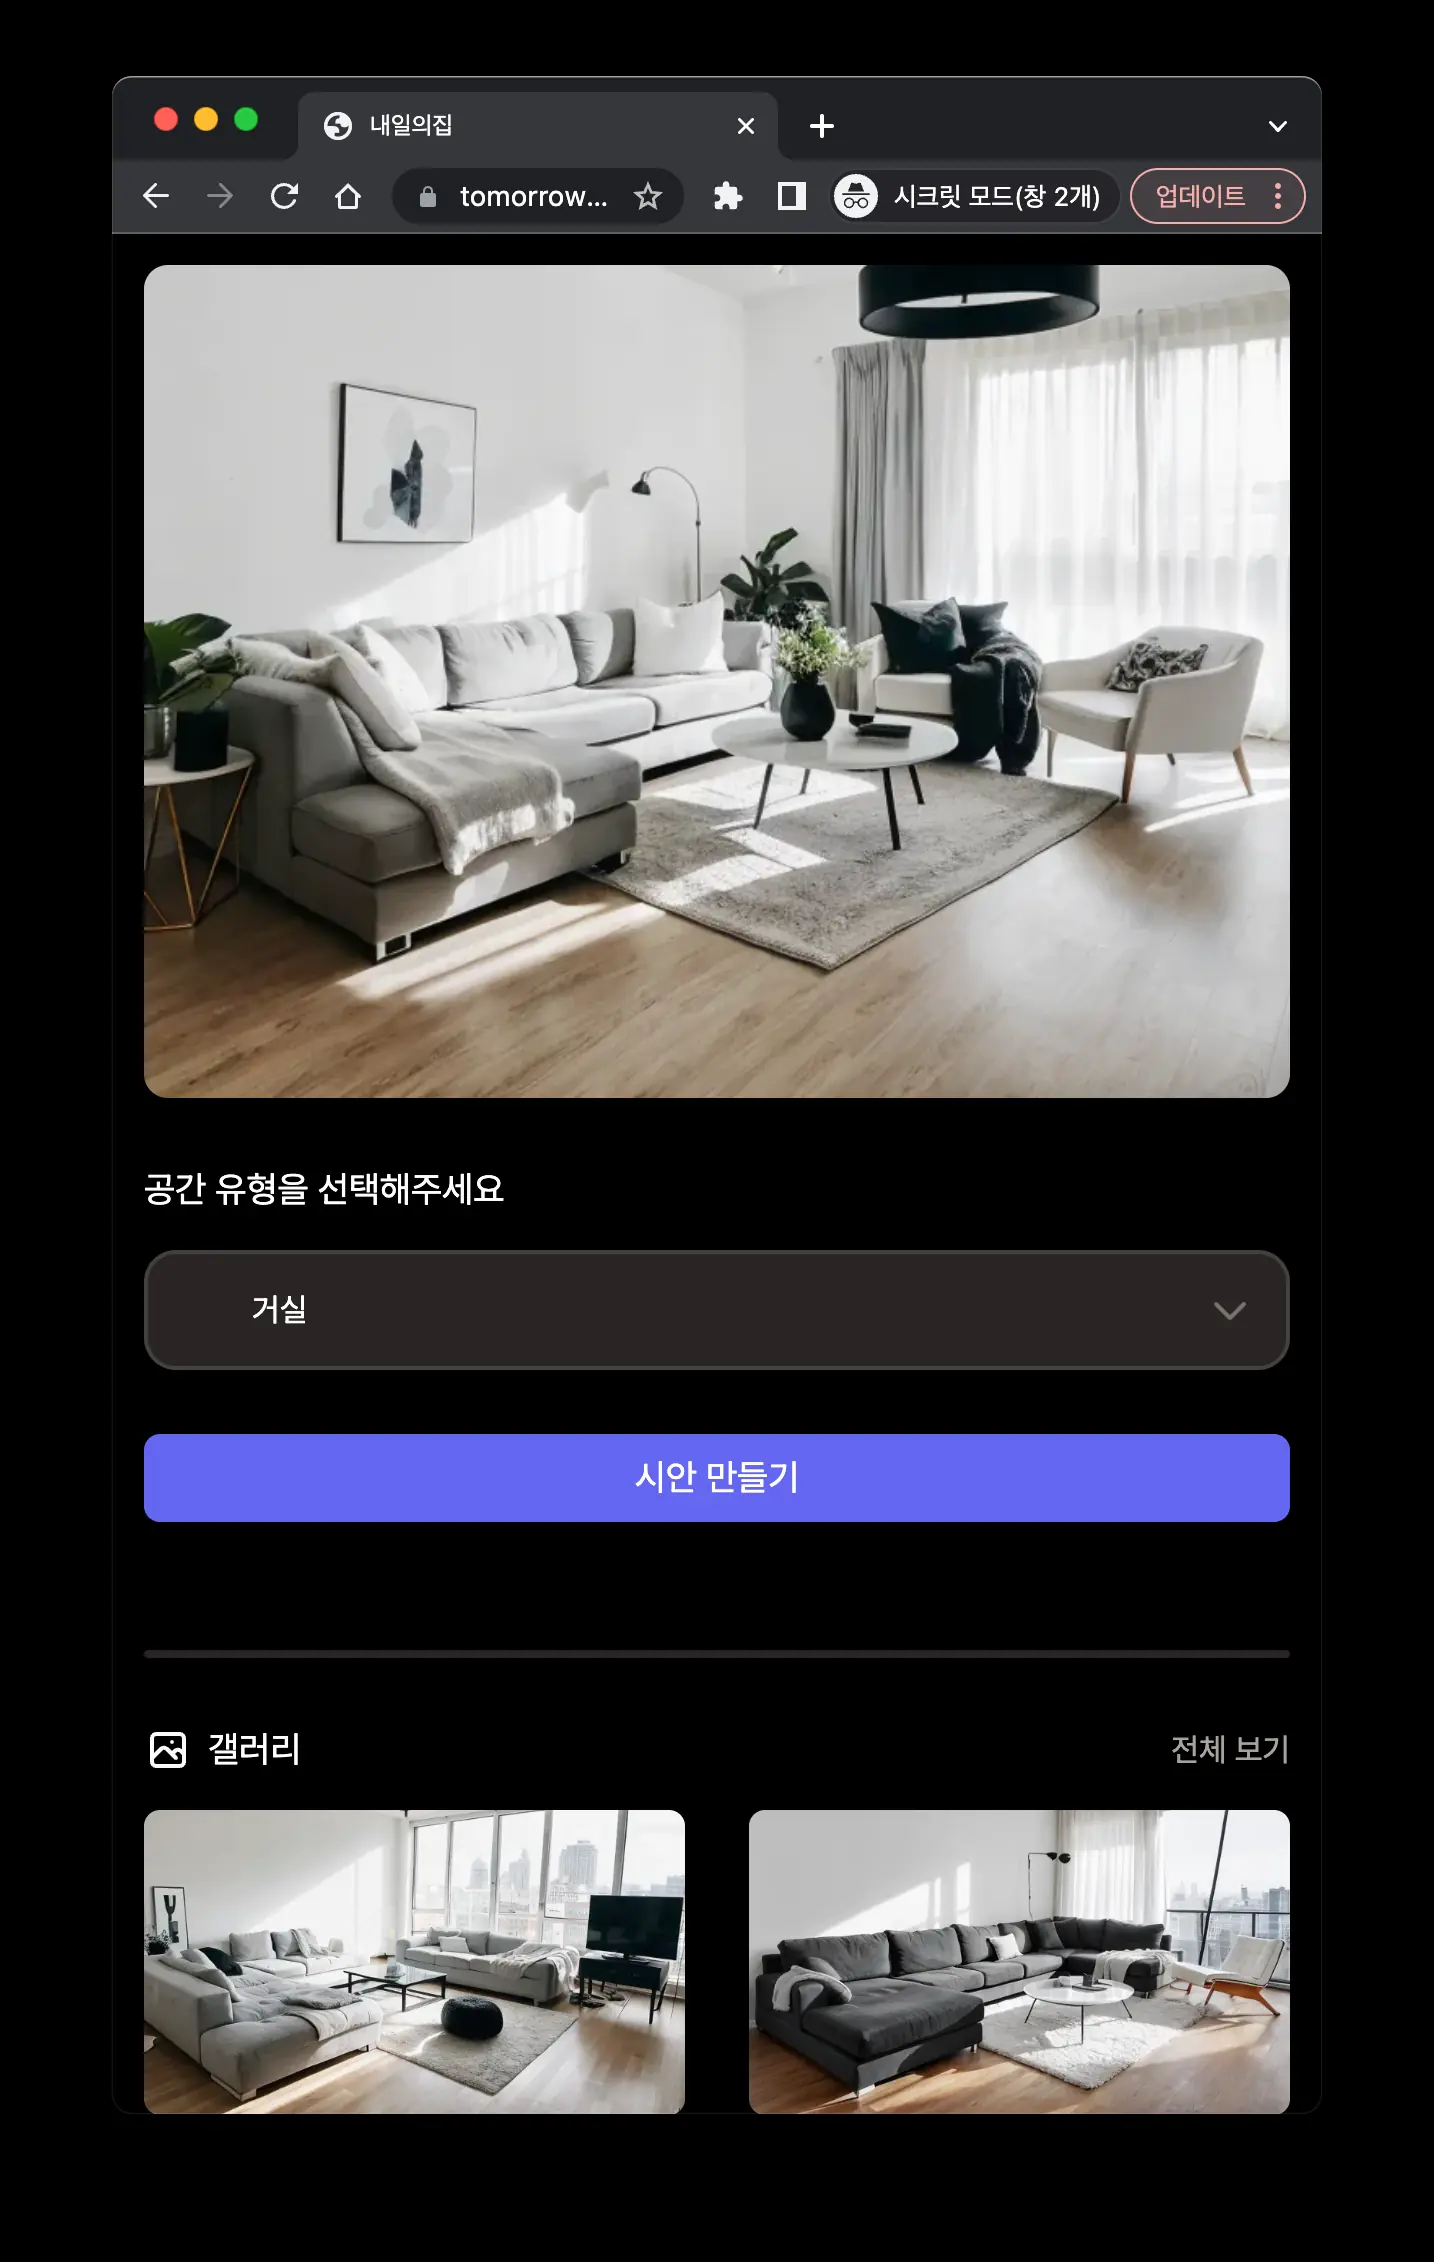 내일의집
tomorrow...
시크릿 모드(창 2개)
업데이트
공간 유형을 선택해주세요
거실
시안 만들기
갤러리
전체 보기